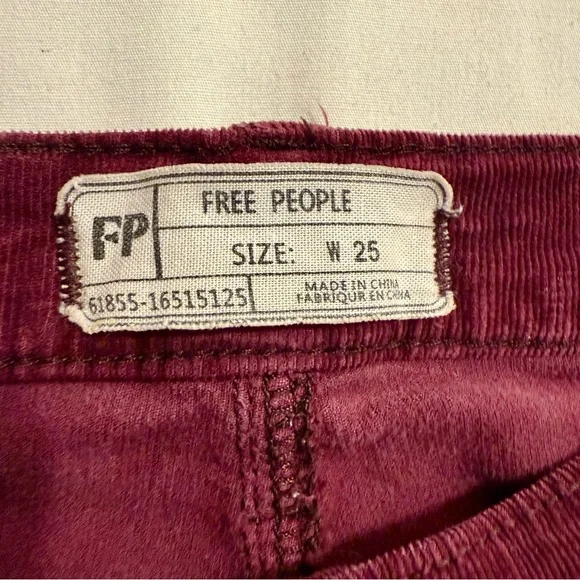 FP
FREE PEOPLE
SIZE: W 25
61855-16515125
MADE IN CHINA
FABRIQUR EN CHINA